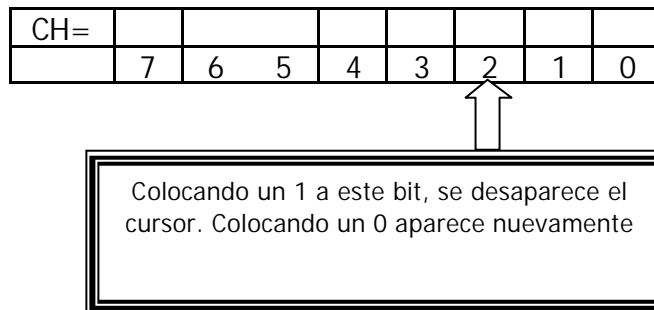 CH=
7 6 5 4 3 2 1 0
Colocando un 1 a este bit, se desaparece el
cursor. Colocando un 0 aparece nuevamente